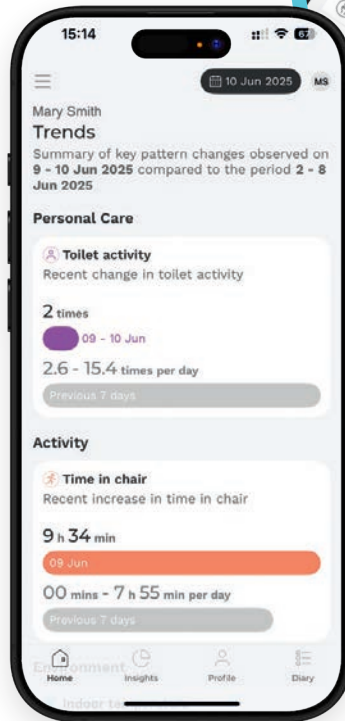 15:14
67
10 Jun 2025
MS
Mary Smith
Trends
Summary of key pattern changes observed on
9 - 10 Jun 2025 compared to the period 2 - 8
Jun 2025
Personal Care
Toilet activity
Recent change in toilet activity
2 times
09 - 10 Jun
2.6 - 15.4 times per day
Previous 7 days
Activity
Time in chair
Recent increase in time in chair
9 h 34 min
09 Jun
00 mins - 7 h 55 min per day
Previous 7 days
Environment
Home
Insights
Profile
Diary